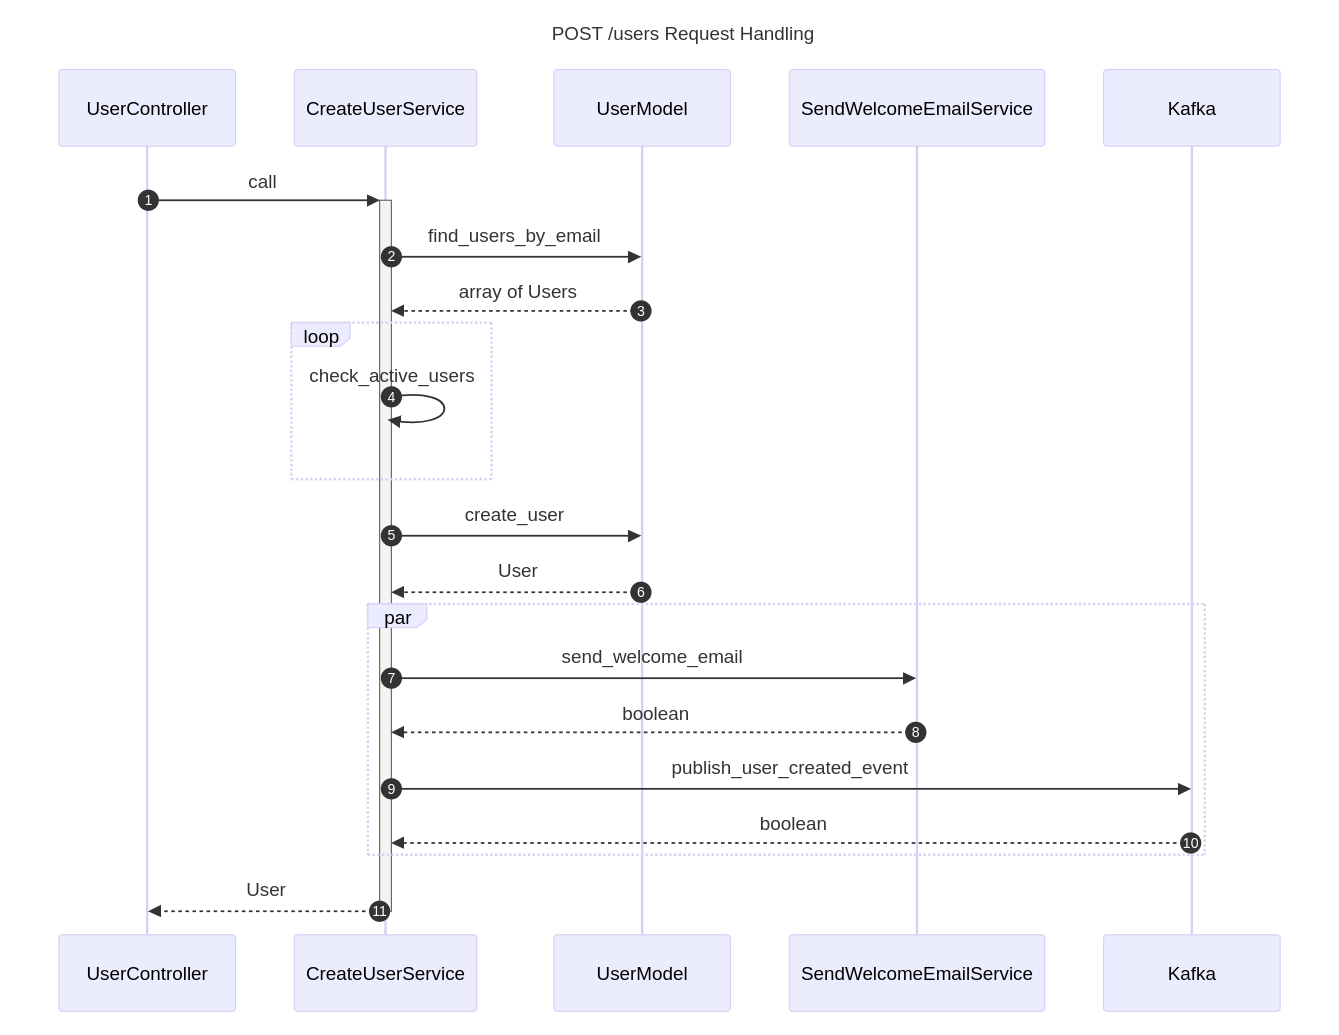 POST /users Request Handling
UserController
CreateUserService
UserModel
SendWelcomeEmailService
Kafka
call
1
find_users_by_email
2
array of Users
3
loop
check_active_users
4
create_user
5
User
6
par
send_welcome_email
7
boolean
8
publish_user_created_event
9
boolean
10
User
11
UserController
CreateUserService
UserModel
SendWelcomeEmailService
Kafka